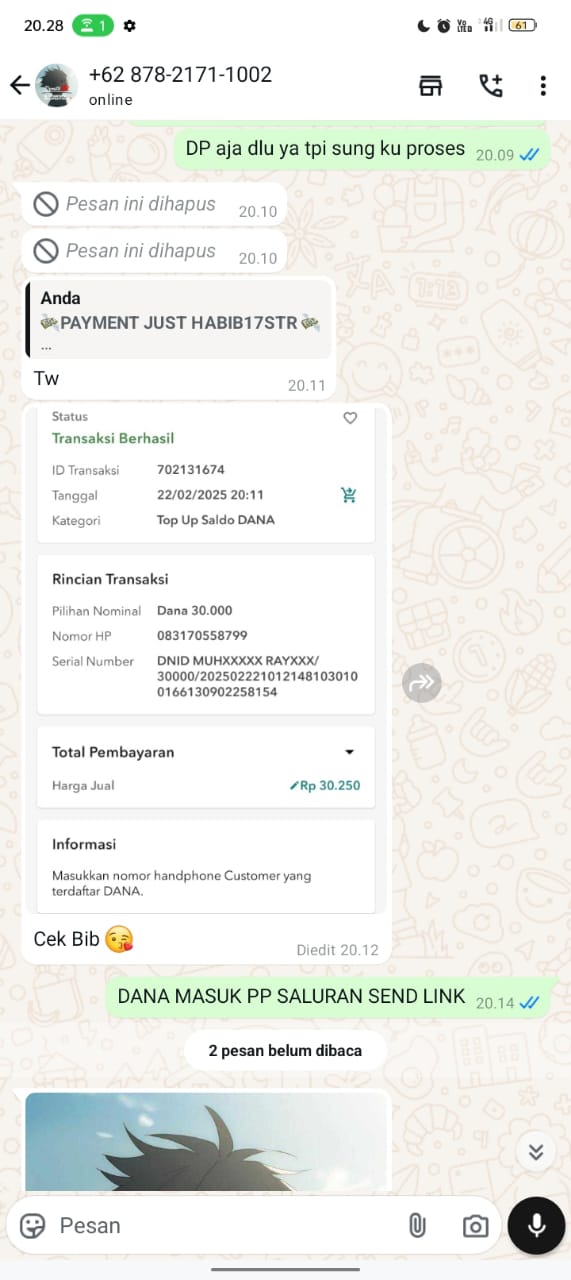 20.28 1 Vo LTE 4G 61
+62 878-2171-1002
online
DP aja dlu ya tpi sung ku proses 20.09
Pesan ini dihapus 20.10
Pesan ini dihapus 20.10
Anda
💸PAYMENT JUST HABIB17STR💸
...
Tw 20.11
Status
Transaksi Berhasil
ID Transaksi 702131674
Tanggal 22/02/2025 20:11
Kategori Top Up Saldo DANA
Rincian Transaksi
Pilihan Nominal Dana 30.000
Nomor HP 083170558799
Serial Number DNID MUHXXXXX RAYXXX/
30000/202502221012148103010
0166130902258154
Total Pembayaran
Harga Jual Rp 30.250
Informasi
Masukkan nomor handphone Customer yang
terdaftar DANA.
Cek Bib 😘 Diedit 20.12
DANA MASUK PP SALURAN SEND LINK 20.14
2 pesan belum dibaca
Pesan